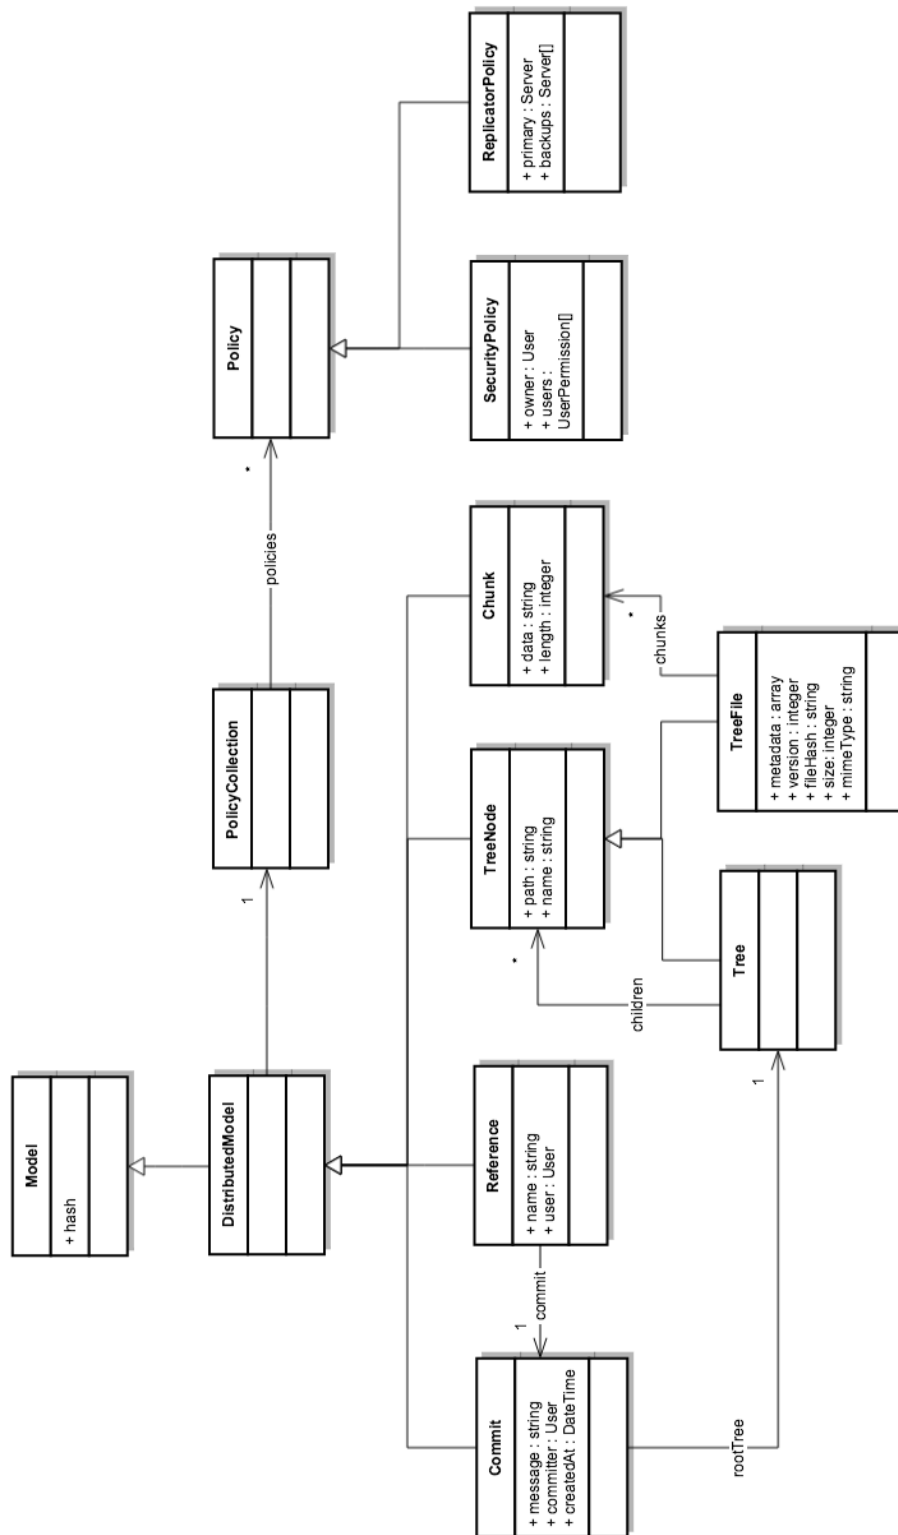 Model
+ hash
DistributedModel
1
PolicyCollection
policies
*
Policy
Commit
+ message : string
+ committer : User
+ createdAt : DateTime
1
commit
Reference
+ name : string
+ user : User
TreeNode
+ path : string
+ name : string
Chunk
+ data : string
+ length : integer
SecurityPolicy
+ owner : User
+ users :
UserPermission[]
ReplicatorPolicy
+ primary : Server
+ backups : Server[]
rootTree
1
children
*
chunks
*
Tree
TreeFile
+ metadata : array
+ version : integer
+ fileHash : string
+ size: integer
+ mimeType : string